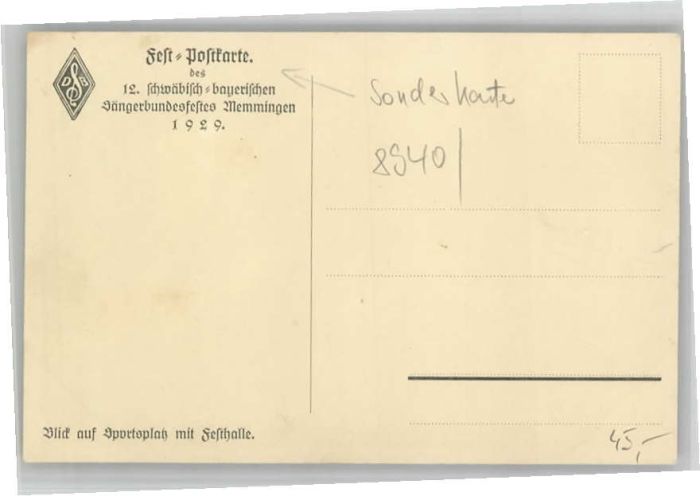 Fest-Postkarte.
des
12. schwäbisch-bayerischen
Sängerbundesfestes Memmingen
1929.
D S B
Sonderkarte
8940
Blick auf Sportsplatz mit Festhalle.
45,-